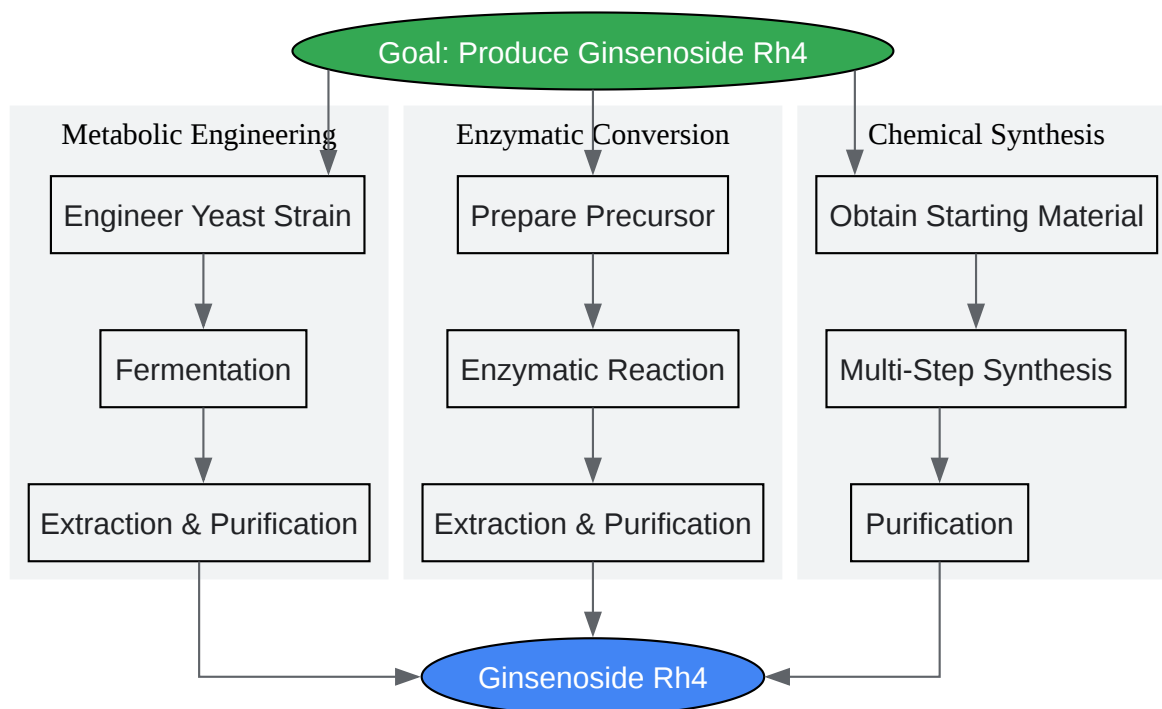 Goal: Produce Ginsenoside Rh4
Metabolic Engineering
Engineer Yeast Strain
Fermentation
Extraction & Purification
Enzymatic Conversion
Prepare Precursor
Enzymatic Reaction
Extraction & Purification
Chemical Synthesis
Obtain Starting Material
Multi-Step Synthesis
Purification
Ginsenoside Rh4